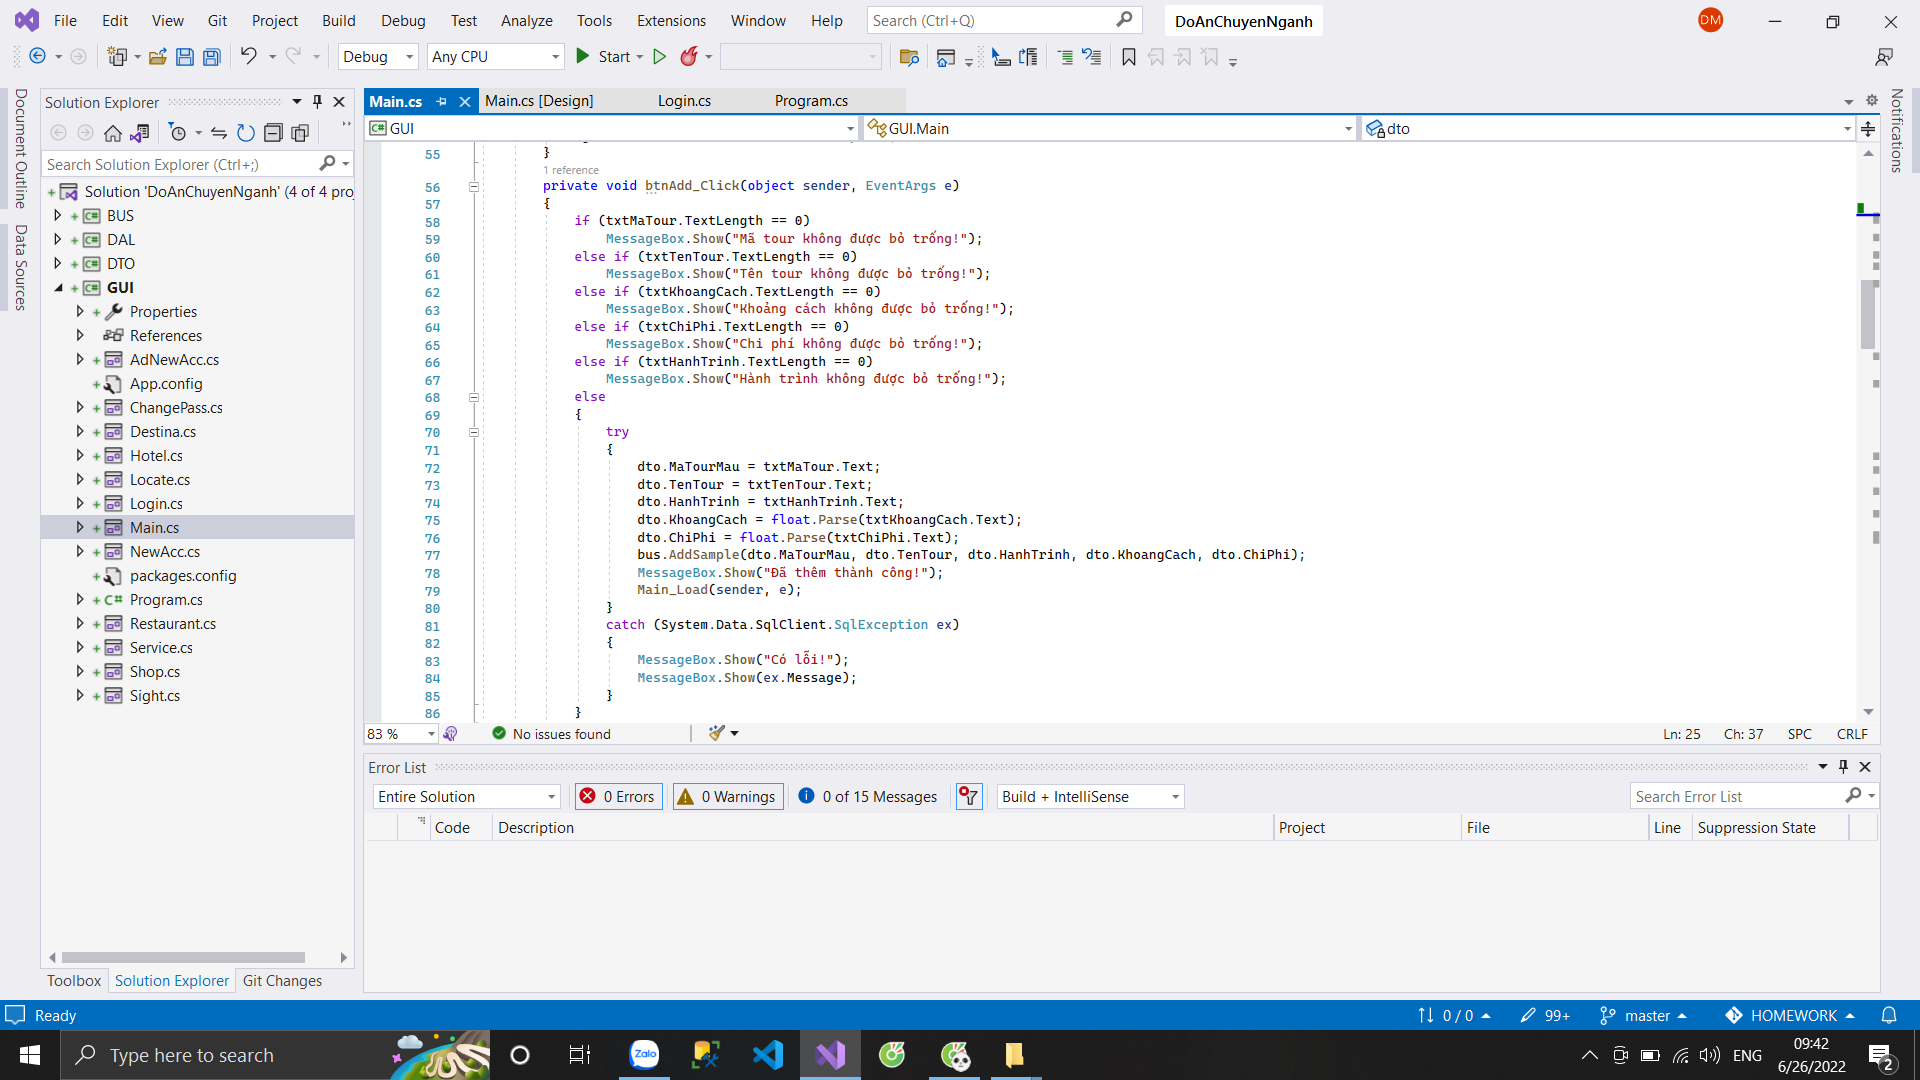 File Edit View Git Project Build Debug Test Analyze Tools Extensions Window Help Search (Ctrl+Q) DoAnChuyenNganh DM
Debug Any CPU Start
Document Outline
Data Sources
Solution Explorer
Search Solution Explorer (Ctrl+;)
Solution 'DoAnChuyenNganh' (4 of 4 proj
BUS
DAL
DTO
GUI
Properties
References
AdNewAcc.cs
App.config
ChangePass.cs
Destina.cs
Hotel.cs
Locate.cs
Login.cs
Main.cs
NewAcc.cs
packages.config
Program.cs
Restaurant.cs
Service.cs
Shop.cs
Sight.cs
Toolbox Solution Explorer Git Changes
Main.cs Main.cs [Design] Login.cs Program.cs
GUI GUI.Main dto
55 }
1 reference
56 private void btnAdd_Click(object sender, EventArgs e)
57 {
58 if (txtMaTour.TextLength == 0)
59 MessageBox.Show("Mã tour không được bỏ trống!");
60 else if (txtTenTour.TextLength == 0)
61 MessageBox.Show("Tên tour không được bỏ trống!");
62 else if (txtKhoangCach.TextLength == 0)
63 MessageBox.Show("Khoảng cách không được bỏ trống!");
64 else if (txtChiPhi.TextLength == 0)
65 MessageBox.Show("Chi phí không được bỏ trống!");
66 else if (txtHanhTrinh.TextLength == 0)
67 MessageBox.Show("Hành trình không được bỏ trống!");
68 else
69 {
70 try
71 {
72 dto.MaTourMau = txtMaTour.Text;
73 dto.TenTour = txtTenTour.Text;
74 dto.HanhTrinh = txtHanhTrinh.Text;
75 dto.KhoangCach = float.Parse(txtKhoangCach.Text);
76 dto.ChiPhi = float.Parse(txtChiPhi.Text);
77 bus.AddSample(dto.MaTourMau, dto.TenTour, dto.HanhTrinh, dto.KhoangCach, dto.ChiPhi);
78 MessageBox.Show("Đã thêm thành công!");
79 Main_Load(sender, e);
80 }
81 catch (System.Data.SqlClient.SqlException ex)
82 {
83 MessageBox.Show("Có lỗi!");
84 MessageBox.Show(ex.Message);
85 }
86 }
83 % No issues found Ln: 25 Ch: 37 SPC CRLF
Notifications
Error List
Entire Solution 0 Errors 0 Warnings 0 of 15 Messages Build + IntelliSense Search Error List
Code Description Project File Line Suppression State
Ready 0 / 0 99+ master HOMEWORK
Type here to search Zalo ENG 09:42
6/26/2022 2